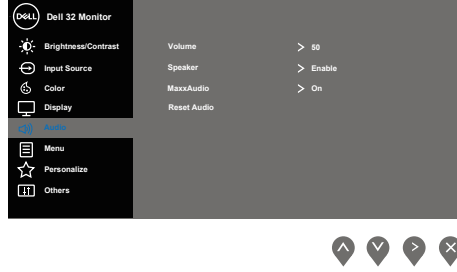 DELL Dell 32 Monitor
Brightness/Contrast Volume > 50
Input Source Speaker > Enable
Color MaxxAudio > On
Display Reset Audio
Audio
Menu
Personalize
Others